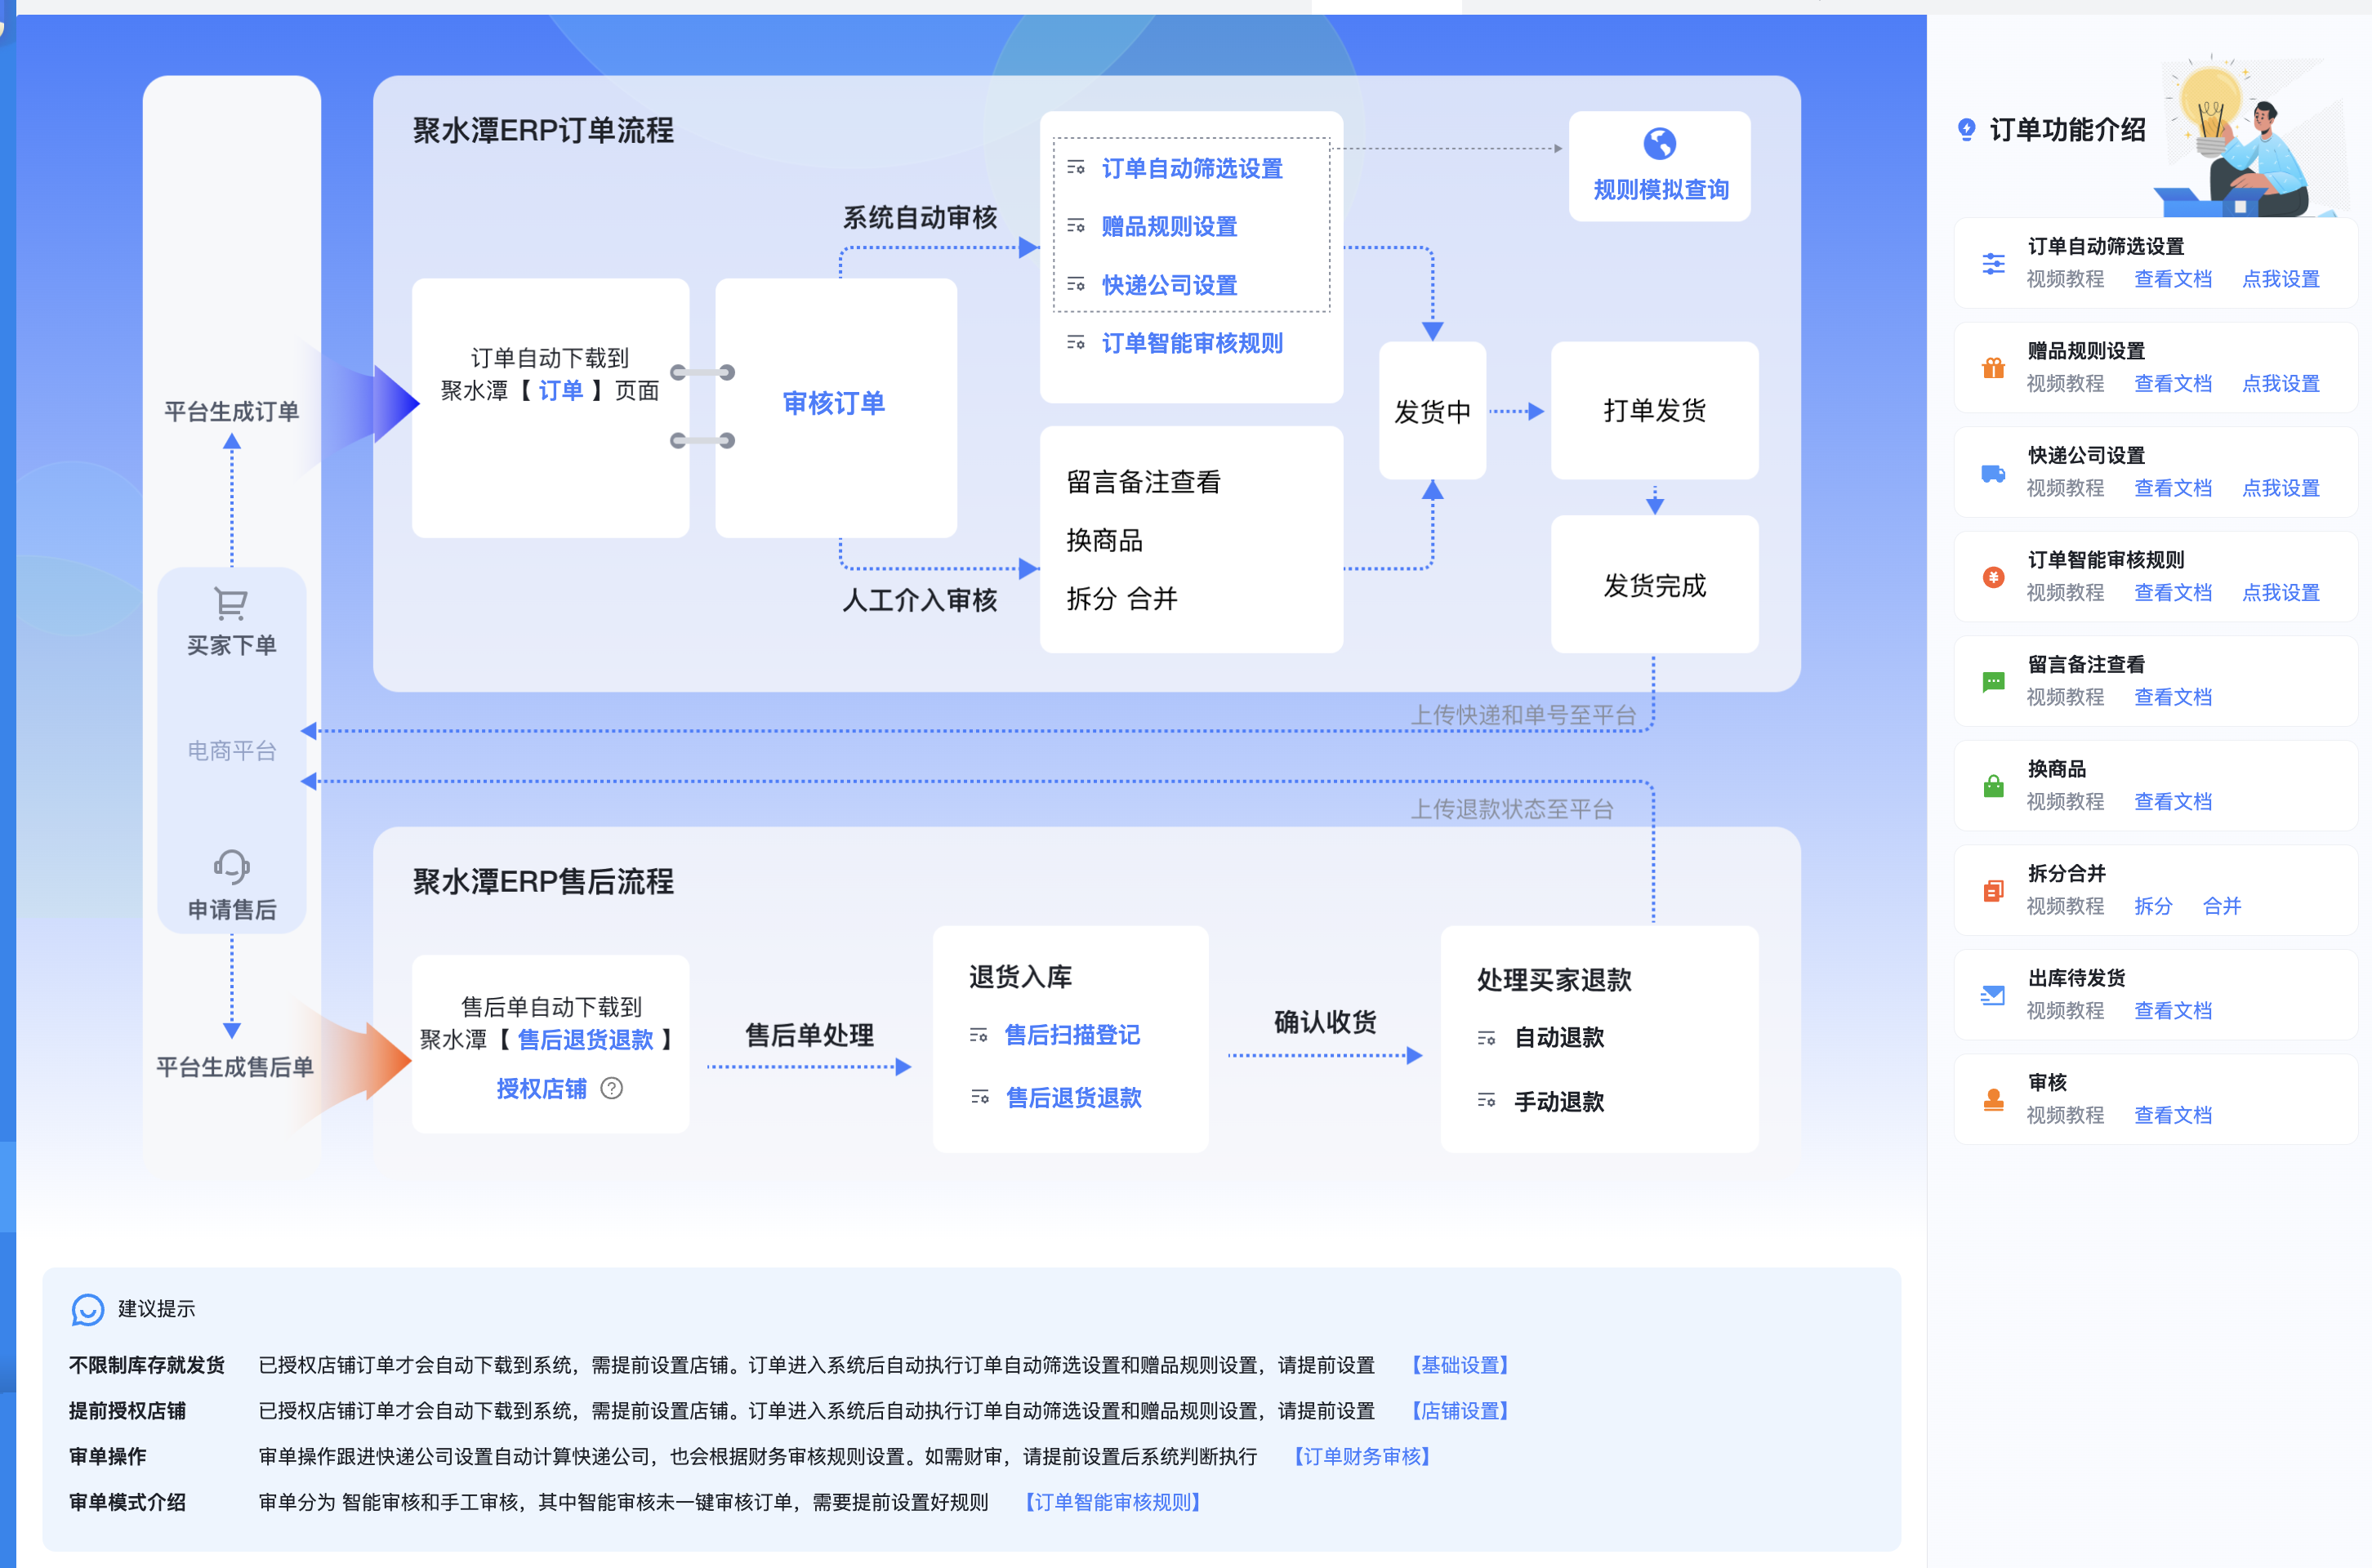 聚水潭ERP订单流程
订单自动筛选设置
赠品规则设置
快递公司设置
订单智能审核规则
规则模拟查询
系统自动审核
订单自动下载到
聚水潭【 订单 】页面
审核订单
平台生成订单
发货中
打单发货
留言备注查看
换商品
拆分 合并
人工介入审核
发货完成
买家下单
电商平台
申请售后
平台生成售后单
上传快递和单号至平台
上传退款状态至平台
聚水潭ERP售后流程
售后单自动下载到
聚水潭【 售后退货退款 】
授权店铺
售后单处理
退货入库
售后扫描登记
售后退货退款
确认收货
处理买家退款
自动退款
手动退款
建议提示
不限制库存就发货 已授权店铺订单才会自动下载到系统，需提前设置店铺。订单进入系统后自动执行订单自动筛选设置和赠品规则设置，请提前设置 【基础设置】
提前授权店铺 已授权店铺订单才会自动下载到系统，需提前设置店铺。订单进入系统后自动执行订单自动筛选设置和赠品规则设置，请提前设置 【店铺设置】
审单操作 审单操作跟进快递公司设置自动计算快递公司，也会根据财务审核规则设置。如需财审，请提前设置后系统判断执行 【订单财务审核】
审单模式介绍 审单分为 智能审核和手工审核，其中智能审核未一键审核订单，需要提前设置好规则 【订单智能审核规则】
订单功能介绍
订单自动筛选设置
视频教程 查看文档 点我设置
赠品规则设置
视频教程 查看文档 点我设置
快递公司设置
视频教程 查看文档 点我设置
订单智能审核规则
视频教程 查看文档 点我设置
留言备注查看
视频教程 查看文档
换商品
视频教程 查看文档
拆分合并
视频教程 拆分 合并
出库待发货
视频教程 查看文档
审核
视频教程 查看文档